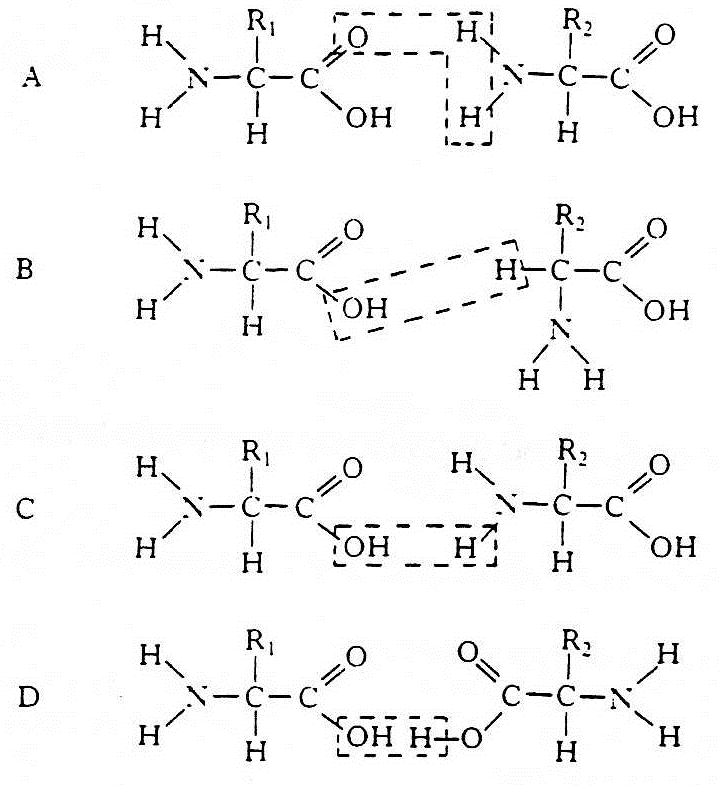 H R₁ O H R₂ O
A N C C N C C
H H OH H H OH
H R₁ O R₂ O
B N C C H C C
H H OH N OH
H H
H R₁ O H R₂ O
C N C C N C C
H H OH H H OH
H R₁ O O R₂ H
D N C C C C N
H H OH H O H H